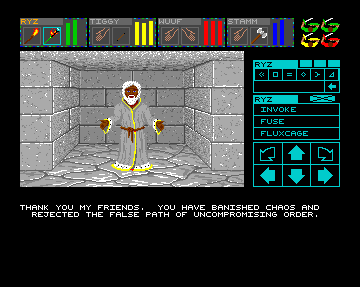 RYZ TIGGY WUUF STAMM
RYZ
RYZ
INVOKE
FUSE
FLUXCAGE
THANK YOU MY FRIENDS. YOU HAVE BANISHED CHAOS AND
REJECTED THE FALSE PATH OF UNCOMPROMISING ORDER.